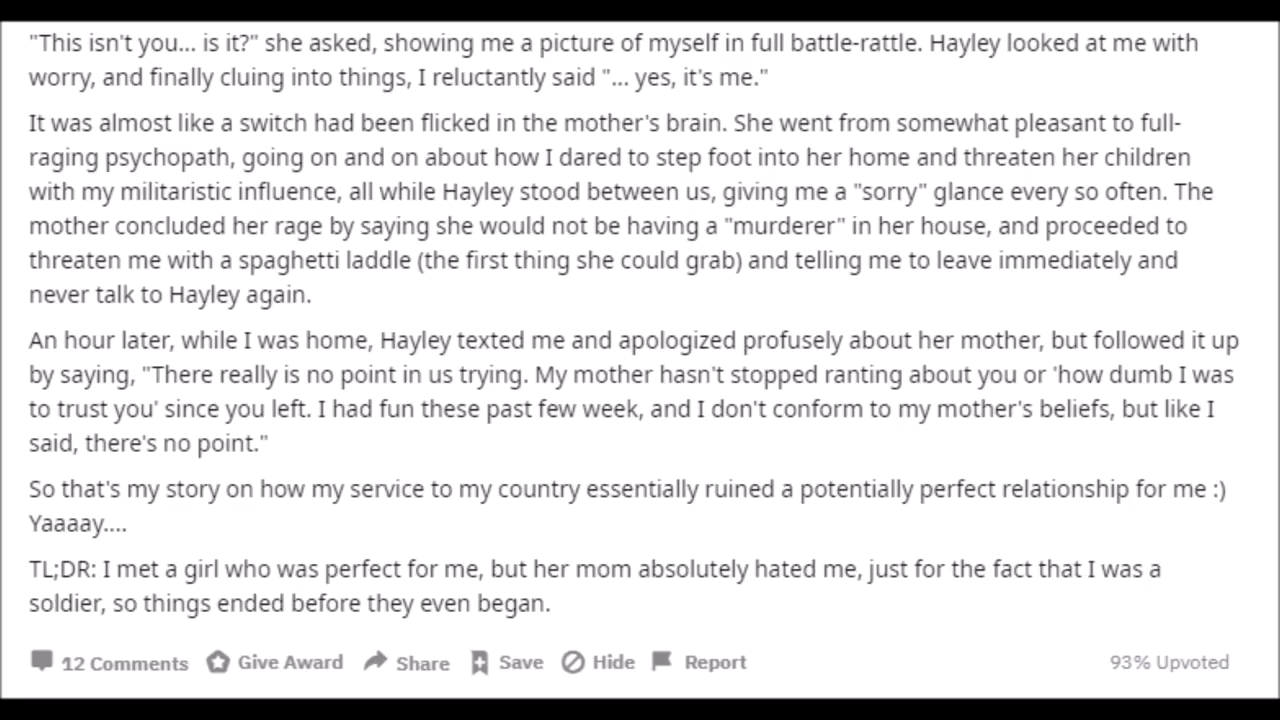 "This isn't you... is it?" she asked, showing me a picture of myself in full battle-rattle. Hayley looked at me with
worry, and finally cluing into things, I reluctantly said "... yes, it's me."
It was almost like a switch had been flicked in the mother's brain. She went from somewhat pleasant to full-
raging psychopath, going on and on about how I dared to step foot into her home and threaten her children
with my militaristic influence, all while Hayley stood between us, giving me a "sorry" glance every so often. The
mother concluded her rage by saying she would not be having a "murderer" in her house, and proceeded to
threaten me with a spaghetti laddle (the first thing she could grab) and telling me to leave immediately and
never talk to Hayley again.
An hour later, while I was home, Hayley texted me and apologized profusely about her mother, but followed it up
by saying, "There really is no point in us trying. My mother hasn't stopped ranting about you or 'how dumb I was
to trust you' since you left. I had fun these past few week, and I don't conform to my mother's beliefs, but like I
said, there's no point."
So that's my story on how my service to my country essentially ruined a potentially perfect relationship for me :)
Yaaaay....
TL;DR: I met a girl who was perfect for me, but her mom absolutely hated me, just for the fact that I was a
soldier, so things ended before they even began.
12 Comments Give Award Share Save Hide Report 93% Upvoted